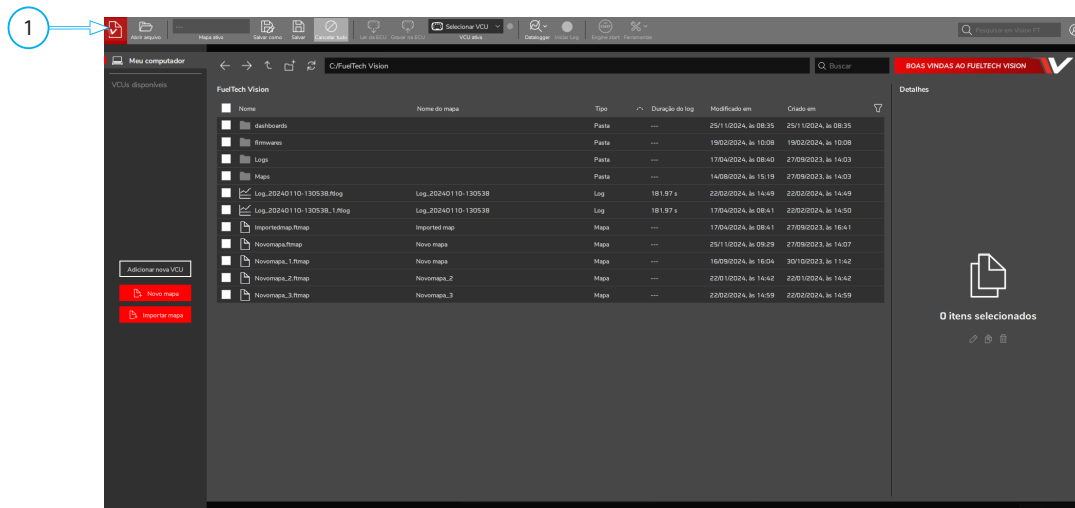 1
Abrir arquivo
---
Mapa ativo
Salvar como
Salvar
Cancelar tudo
Ler da ECU
Gravar na ECU
Selecionar VCU
VCU ativa
Datalogger
Iniciar Log
Engine start
Ferramentas
Pesquisar em Vision FT
Meu computador
C:/FuelTech Vision
Buscar
BOAS VINDAS AO FUELTECH VISION
VCUs disponíveis
FuelTech Vision
Detalhes
Nome Nome do mapa Tipo Duração do log Modificado em Criado em
dashboards Pasta --- 25/11/2024, às 08:35 25/11/2024, às 08:35
firmwares Pasta --- 19/02/2024, às 10:08 19/02/2024, às 10:08
Logs Pasta --- 17/04/2024, às 08:40 27/09/2023, às 14:03
Maps Pasta --- 14/08/2024, às 15:19 27/09/2023, às 14:03
Log_20240110-130538.ftlog Log_20240110-130538 Log 181.97 s 22/02/2024, às 14:49 22/02/2024, às 14:49
Log_20240110-130538_1.ftlog Log_20240110-130538 Log 181.97 s 17/04/2024, às 08:41 22/02/2024, às 14:50
Importedmap.ftmap Imported map Mapa --- 17/04/2024, às 08:41 27/09/2023, às 16:41
Novomapa.ftmap Novo mapa Mapa --- 25/11/2024, às 09:29 27/09/2023, às 14:07
Novomapa_1.ftmap Novo mapa Mapa --- 16/09/2024, às 16:04 30/10/2023, às 11:42
Novomapa_2.ftmap Novomapa_2 Mapa --- 22/01/2024, às 14:42 22/01/2024, às 14:42
Novomapa_3.ftmap Novomapa_3 Mapa --- 22/02/2024, às 14:59 22/02/2024, às 14:59
Adicionar nova VCU
Novo mapa
Importar mapa
0 itens selecionados